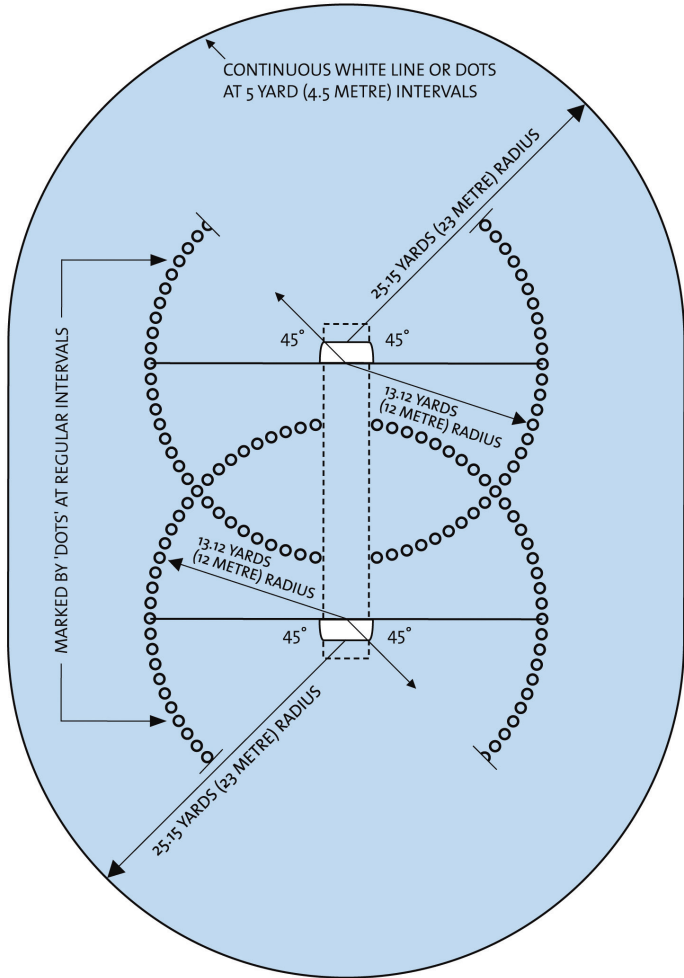 CONTINUOUS WHITE LINE OR DOTS
AT 5 YARD (4.5 METRE) INTERVALS
25.15 YARDS (23 METRE) RADIUS
MARKED BY 'DOTS' AT REGULAR INTERVALS
45°
45°
13.12 YARDS
(12 METRE) RADIUS
13.12 YARDS
(12 METRE) RADIUS
45°
45°
25.15 YARDS (23 METRE) RADIUS